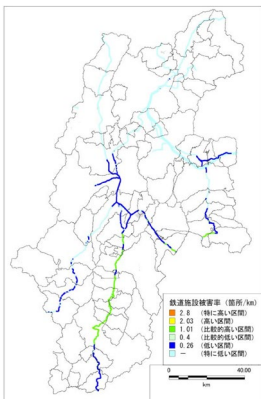 鉄道施設被害率（箇所/km）
2.8 （特に高い区間）
2.03 （高い区間）
1.01 （比較的高い区間）
0.4 （比較的低い区間）
0.26 （低い区間）
― （特に低い区間）
0 40.00
km